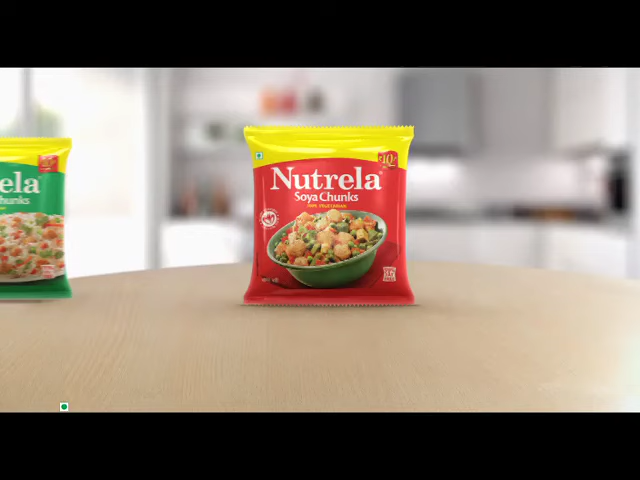 Nutrela
Soya Chunks
100% VEGETARIAN
₹10
ela
hunks